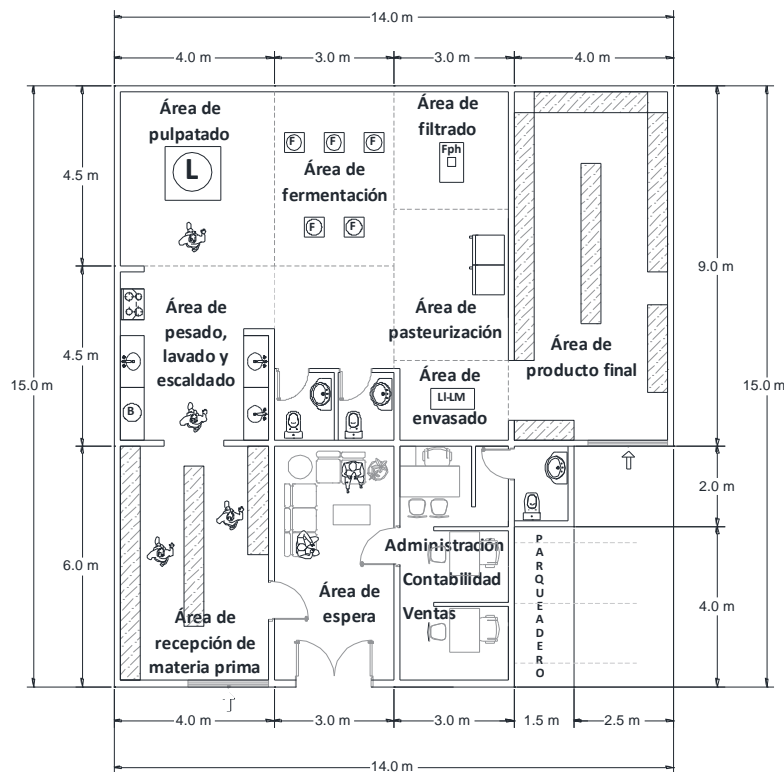 14.0 m
4.0 m
3.0 m
3.0 m
4.0 m
Área de
pulpatado
L
F
F
F
Área de
fermentación
F
F
Área de
filtrado
Fph
4.5 m
9.0 m
Área de
pesado,
lavado y
escaldado
B
Área de
pasteurización
Área de
producto final
4.5 m
15.0 m
15.0 m
Área de
LI-LM
envasado
2.0 m
6.0 m
Administración
Contabilidad
Ventas
PARQUEADERO
4.0 m
Área de
recepción de
materia prima
Área de
espera
4.0 m
3.0 m
3.0 m
1.5 m
2.5 m
14.0 m